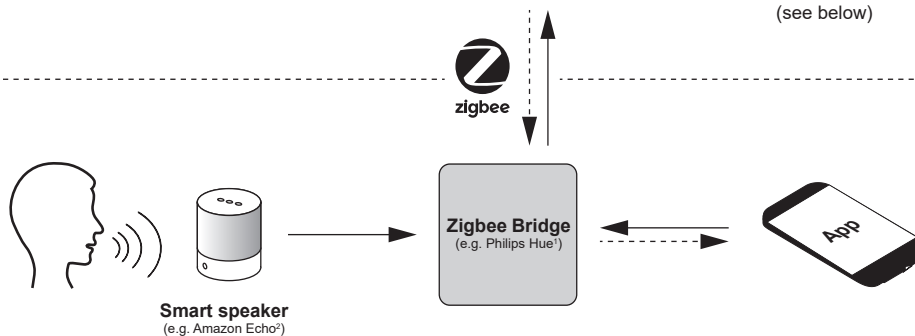 (see below)
zigbee
Zigbee Bridge
(e.g. Philips Hue¹)
App
Smart speaker
(e.g. Amazon Echo²)